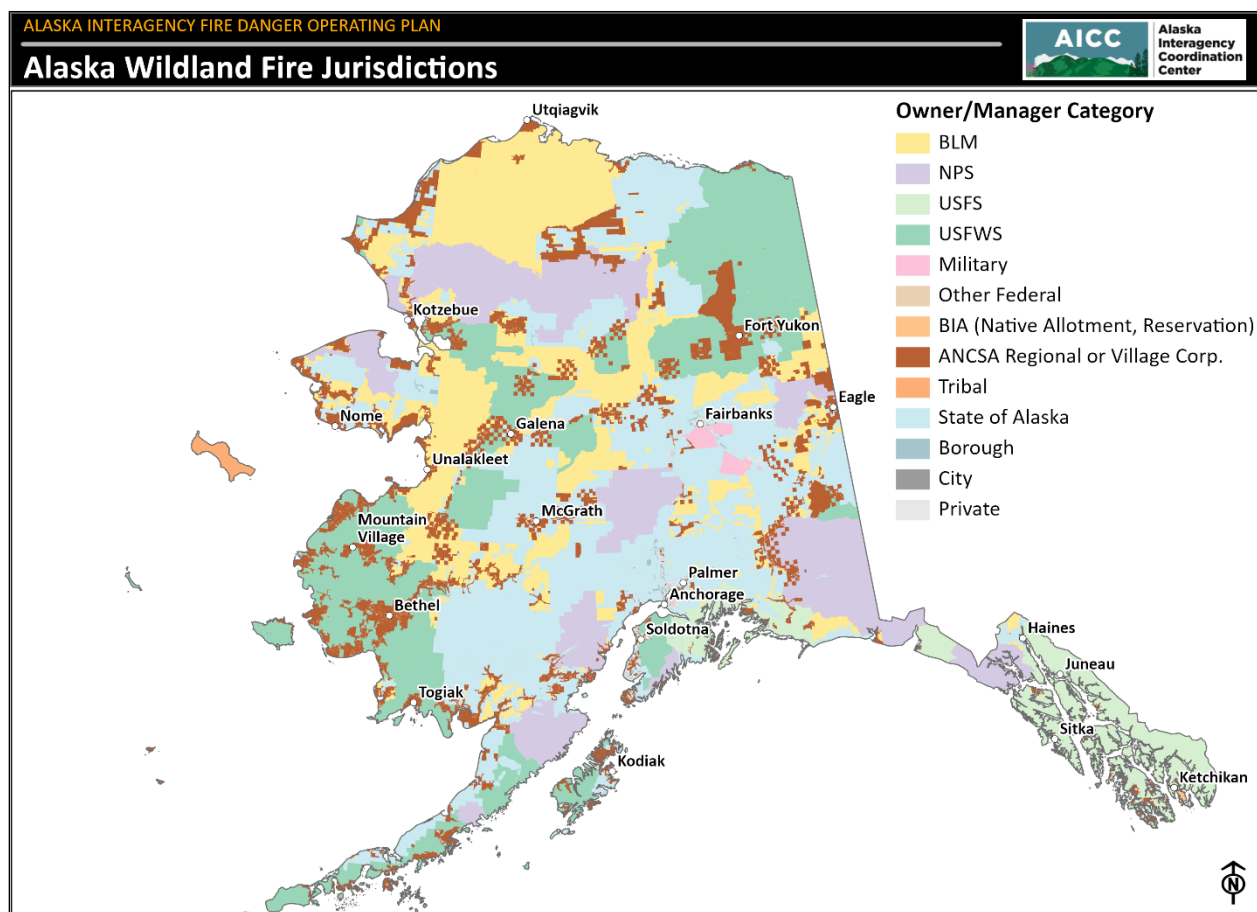 ALASKA INTERAGENCY FIRE DANGER OPERATING PLAN
Alaska Wildland Fire Jurisdictions
AICC
Alaska
Interagency
Coordination
Center
Owner/Manager Category
BLM
NPS
USFS
USFWS
Military
Other Federal
BIA (Native Allotment, Reservation)
ANCSA Regional or Village Corp.
Tribal
State of Alaska
Borough
City
Private
Utqiagvik
Kotzebue
Fort Yukon
Nome
Galena
Fairbanks
Eagle
Unalakleet
Mountain
Village
McGrath
Bethel
Palmer
Anchorage
Soldotna
Togiak
Kodiak
Haines
Juneau
Sitka
Ketchikan
N